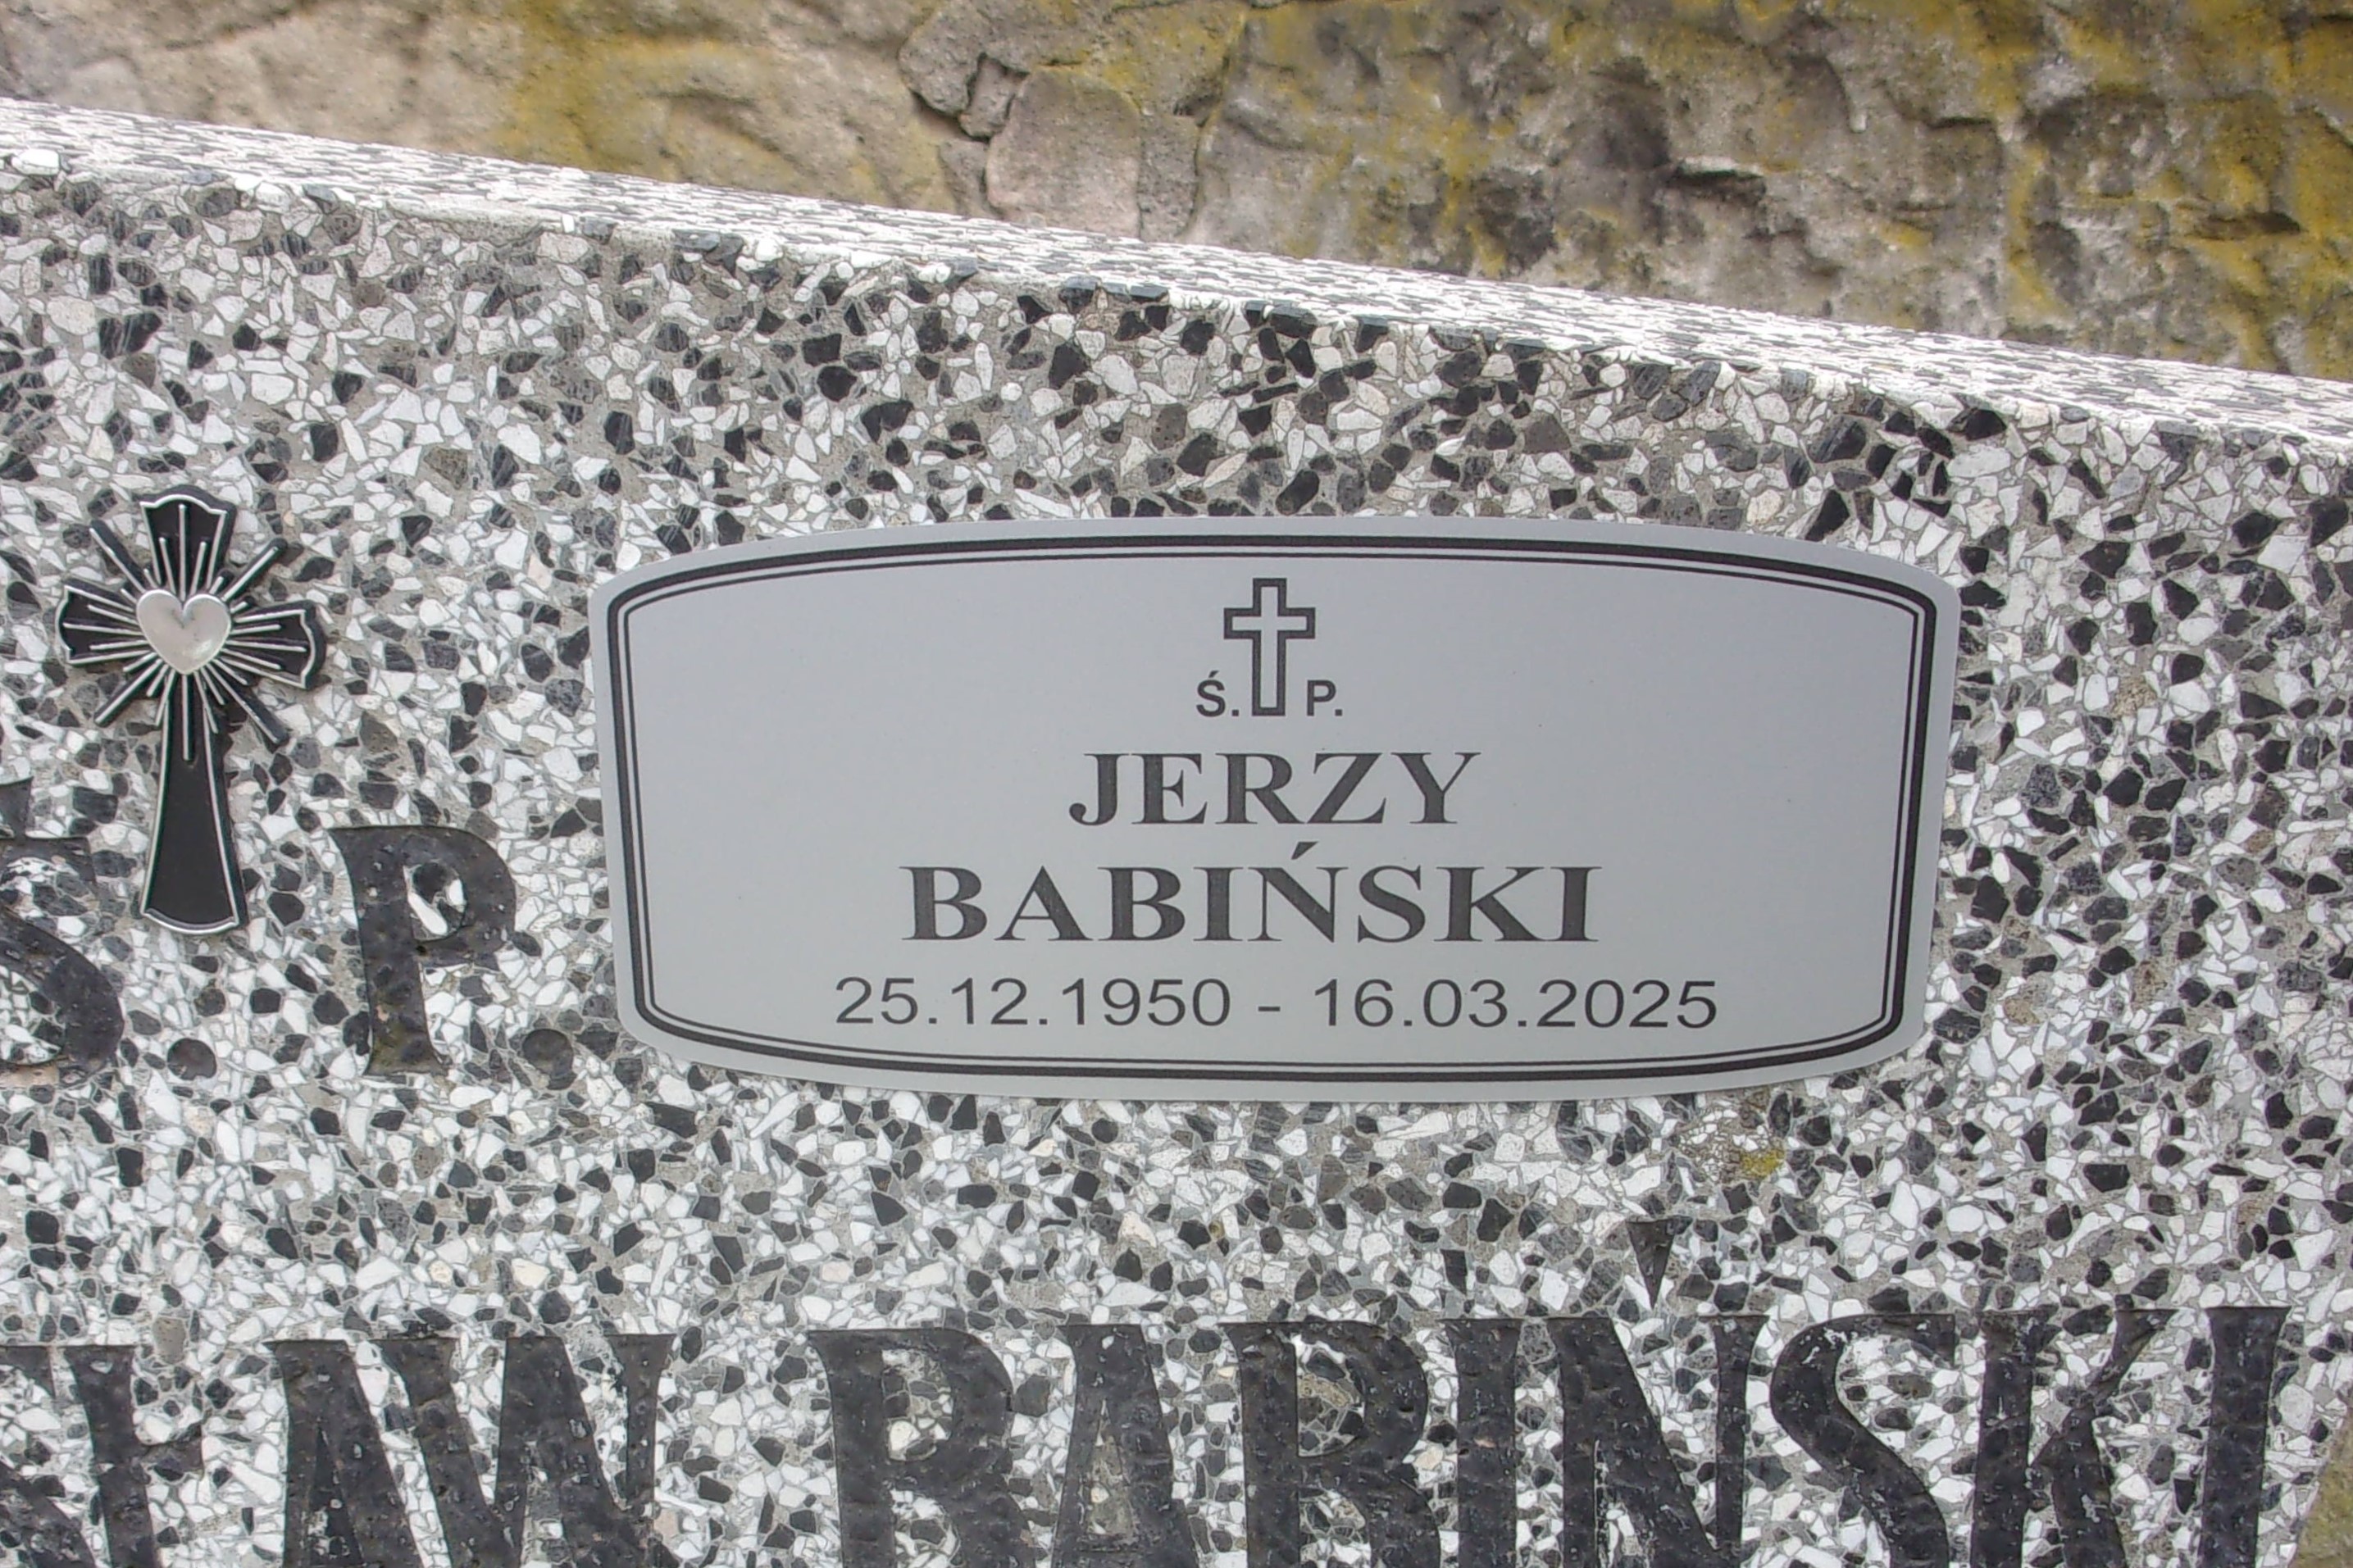 Ś. P.
JERZY
BABIŃSKI
25.12.1950 - 16.03.2025
Ś. P.
BABIŃSKI